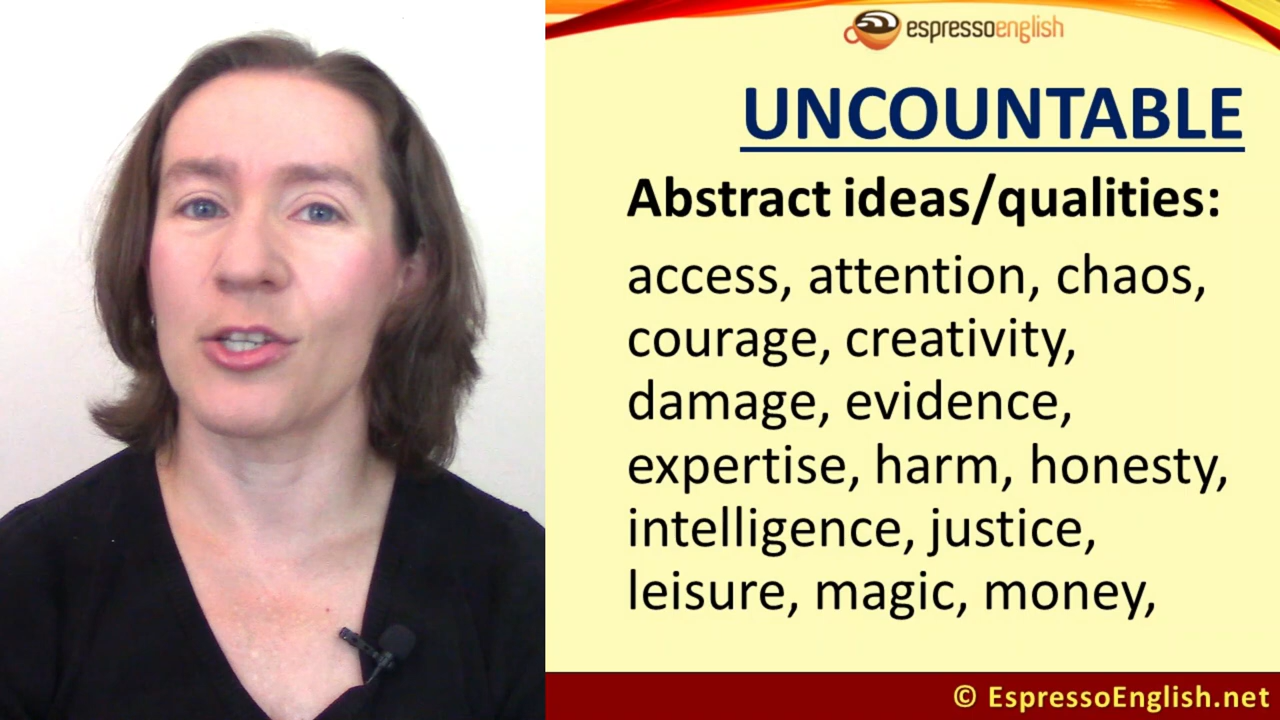 espressoenglish
UNCOUNTABLE
Abstract ideas/qualities:
access, attention, chaos,
courage, creativity,
damage, evidence,
expertise, harm, honesty,
intelligence, justice,
leisure, magic, money,
© EspressoEnglish.net